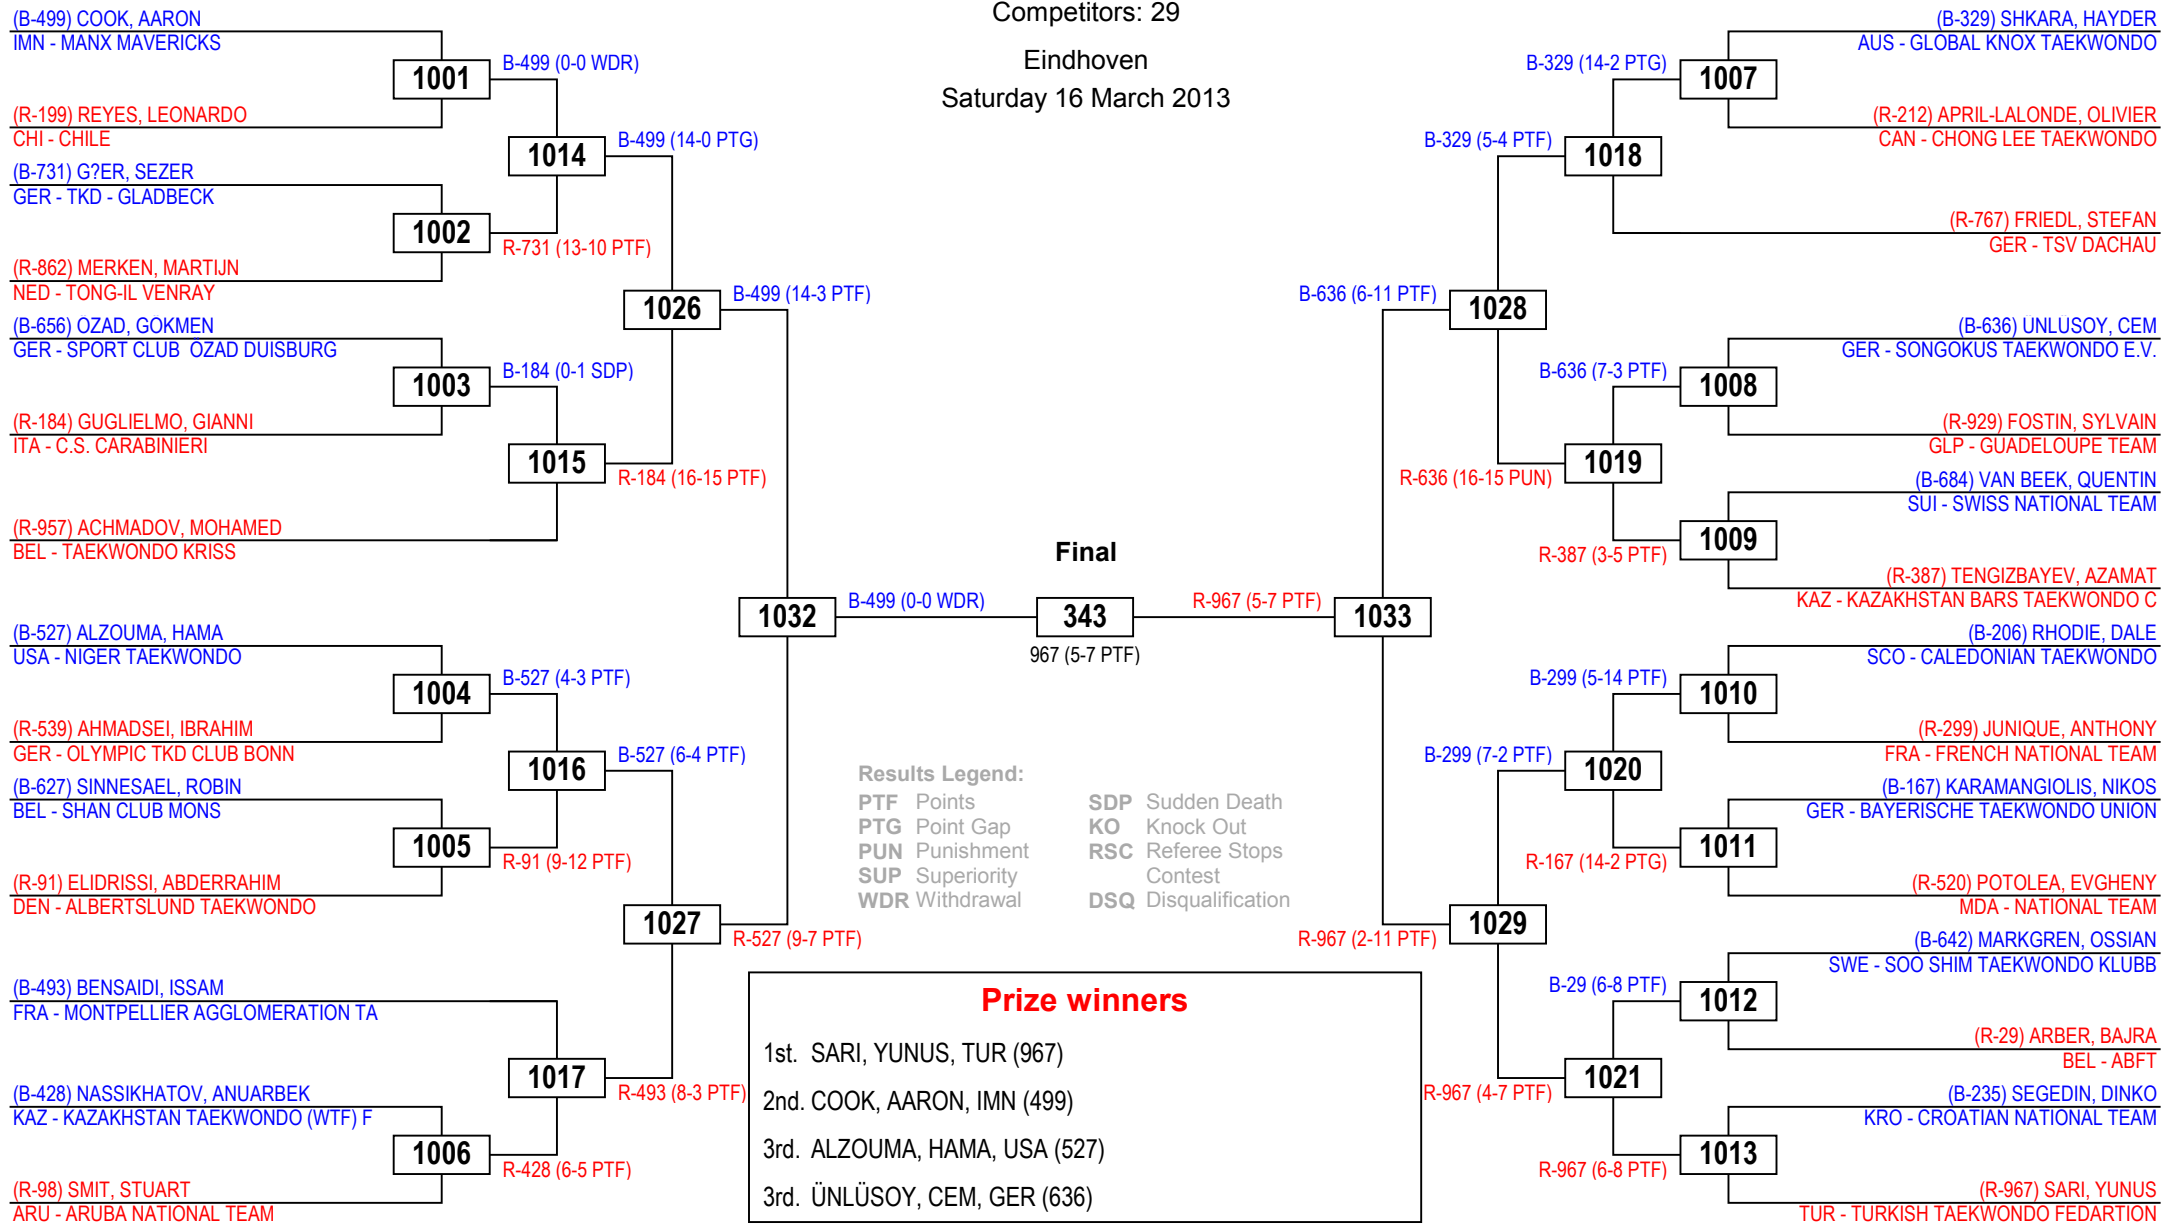 Competitors: 29
Eindhoven
Saturday 16 March 2013
(B-499) COOK, AARON
IMN - MANX MAVERICKS
1001
B-499 (0-0 WDR)
(R-199) REYES, LEONARDO
CHI - CHILE
1014
B-499 (14-0 PTG)
(B-731) G?ER, SEZER
GER - TKD - GLADBECK
1002
R-731 (13-10 PTF)
(R-862) MERKEN, MARTIJN
NED - TONG-IL VENRAY
1026
B-499 (14-3 PTF)
(B-656) OZAD, GOKMEN
GER - SPORT CLUB ÖZAD DUISBURG
1003
B-184 (0-1 SDP)
(R-184) GUGLIELMO, GIANNI
ITA - C.S. CARABINIERI
1015
R-184 (16-15 PTF)
(R-957) ACHMADOV, MOHAMED
BEL - TAEKWONDO KRISS
1032
B-499 (0-0 WDR)
(B-527) ALZOUMA, HAMA
USA - NIGER TAEKWONDO
1004
B-527 (4-3 PTF)
(R-539) AHMADSEI, IBRAHIM
GER - OLYMPIC TKD CLUB BONN
1016
B-527 (6-4 PTF)
(B-627) SINNESAEL, ROBIN
BEL - SHAN CLUB MONS
1005
R-91 (9-12 PTF)
(R-91) ELIDRISSI, ABDERRAHIM
DEN - ALBERTSLUND TAEKWONDO
1027
R-527 (9-7 PTF)
(B-493) BENSAIDI, ISSAM
FRA - MONTPELLIER AGGLOMERATION TA
1017
R-493 (8-3 PTF)
(B-428) NASSIKHATOV, ANUARBEK
KAZ - KAZAKHSTAN TAEKWONDO (WTF) F
1006
R-428 (6-5 PTF)
(R-98) SMIT, STUART
ARU - ARUBA NATIONAL TEAM
Final
343
967 (5-7 PTF)
(B-329) SHKARA, HAYDER
AUS - GLOBAL KNOX TAEKWONDO
B-329 (14-2 PTG)
1007
(R-212) APRIL-LALONDE, OLIVIER
CAN - CHONG LEE TAEKWONDO
B-329 (5-4 PTF)
1018
(R-767) FRIEDL, STEFAN
GER - TSV DACHAU
B-636 (6-11 PTF)
1028
(B-636) ÜNLÜSOY, CEM
GER - SONGOKUS TAEKWONDO E.V.
B-636 (7-3 PTF)
1008
(R-929) FOSTIN, SYLVAIN
GLP - GUADELOUPE TEAM
R-636 (16-15 PUN)
1019
(B-684) VAN BEEK, QUENTIN
SUI - SWISS NATIONAL TEAM
R-387 (3-5 PTF)
1009
(R-387) TENGIZBAYEV, AZAMAT
KAZ - KAZAKHSTAN BARS TAEKWONDO C
R-967 (5-7 PTF)
1033
(B-206) RHODIE, DALE
SCO - CALEDONIAN TAEKWONDO
B-299 (5-14 PTF)
1010
(R-299) JUNIQUE, ANTHONY
FRA - FRENCH NATIONAL TEAM
B-299 (7-2 PTF)
1020
(B-167) KARAMANGIOLIS, NIKOS
GER - BAYERISCHE TAEKWONDO UNION
R-167 (14-2 PTG)
1011
(R-520) POTOLEA, EVGHENY
MDA - NATIONAL TEAM
R-967 (2-11 PTF)
1029
(B-642) MARKGREN, OSSIAN
SWE - SOO SHIM TAEKWONDO KLUBB
B-29 (6-8 PTF)
1012
(R-29) ARBER, BAJRA
BEL - ABFT
R-967 (4-7 PTF)
1021
(B-235) SEGEDIN, DINKO
KRO - CROATIAN NATIONAL TEAM
R-967 (6-8 PTF)
1013
(R-967) SARI, YUNUS
TUR - TURKISH TAEKWONDO FEDARTION
Results Legend:
PTF Points SDP Sudden Death
PTG Point Gap KO Knock Out
PUN Punishment RSC Referee Stops
SUP Superiority Contest
WDR Withdrawal DSQ Disqualification
Prize winners
1st. SARI, YUNUS, TUR (967)
2nd. COOK, AARON, IMN (499)
3rd. ALZOUMA, HAMA, USA (527)
3rd. ÜNLÜSOY, CEM, GER (636)